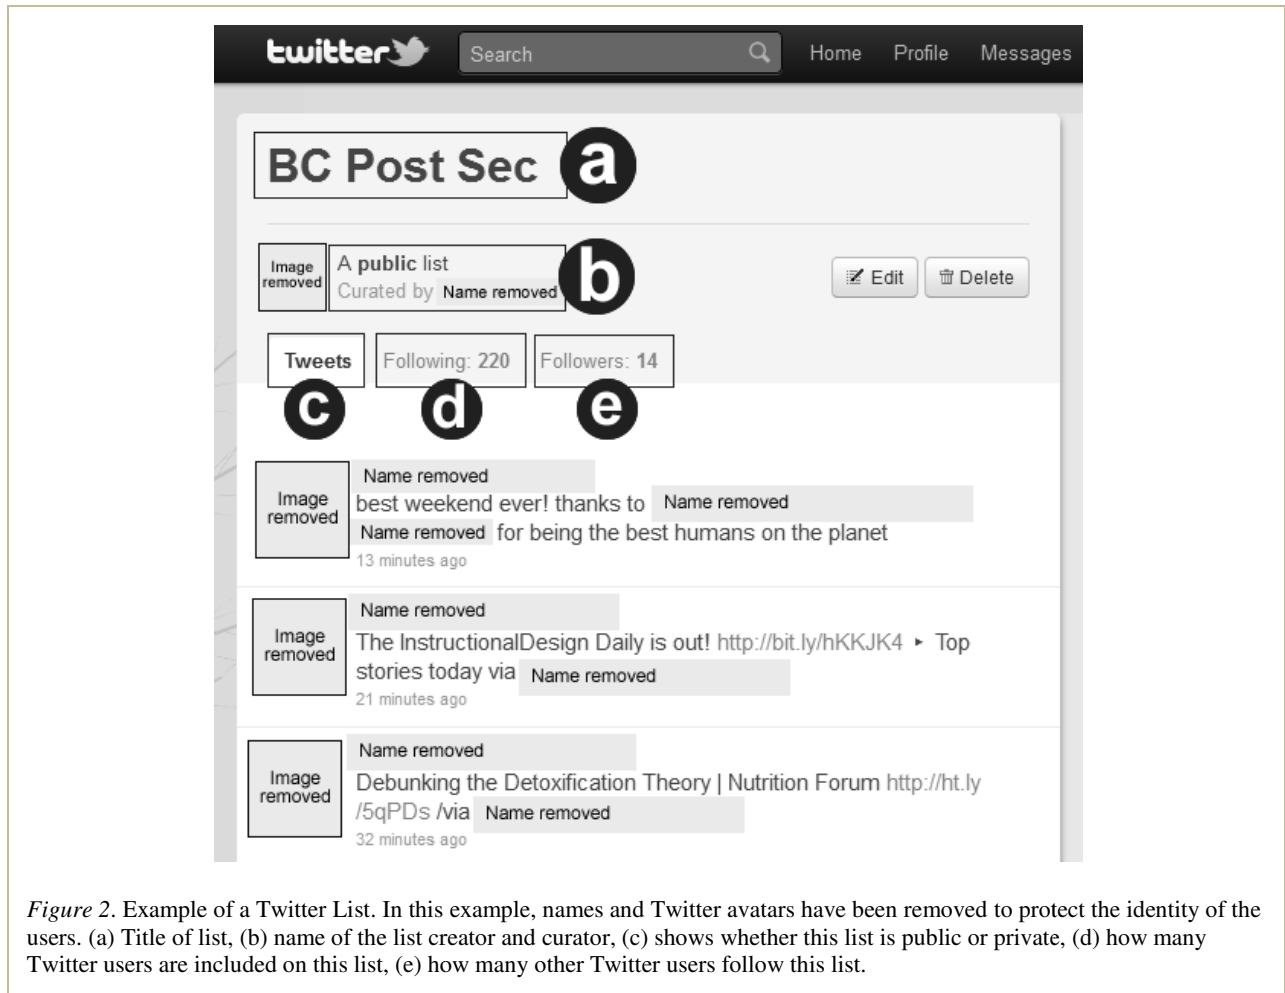 twitter Search Home Profile Messages
BC Post Sec a
Image removed
A public list
Curated by Name removed
b
Edit Delete
Tweets Following: 220 Followers: 14
c d e
Image removed
Name removed
best weekend ever! thanks to Name removed
Name removed for being the best humans on the planet
13 minutes ago
Image removed
Name removed
The InstructionalDesign Daily is out! http://bit.ly/hKKJK4 ▸ Top
stories today via Name removed
21 minutes ago
Image removed
Name removed
Debunking the Detoxification Theory | Nutrition Forum http://ht.ly
/5qPDs /via Name removed
32 minutes ago
Figure 2. Example of a Twitter List. In this example, names and Twitter avatars have been removed to protect the identity of the
users. (a) Title of list, (b) name of the list creator and curator, (c) shows whether this list is public or private, (d) how many
Twitter users are included on this list, (e) how many other Twitter users follow this list.